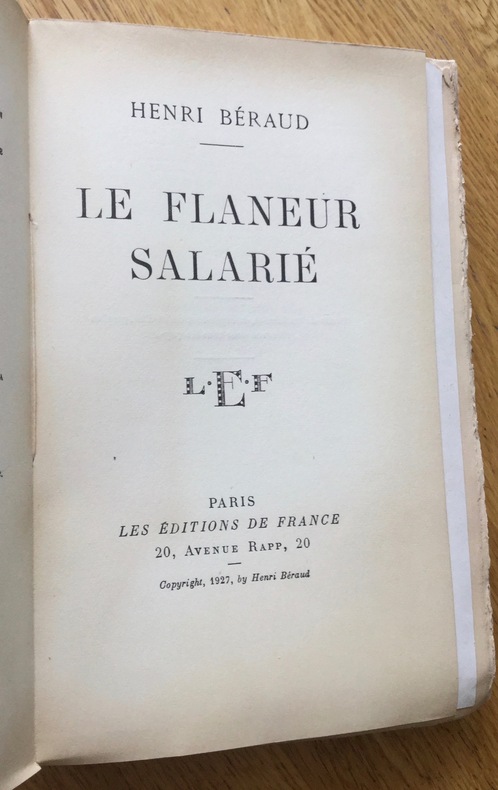 HENRI BÉRAUD
LE FLANEUR
SALARIÉ
L·E·F
PARIS
LES ÉDITIONS DE FRANCE
20, AVENUE RAPP, 20
Copyright, 1927, by Henri Béraud